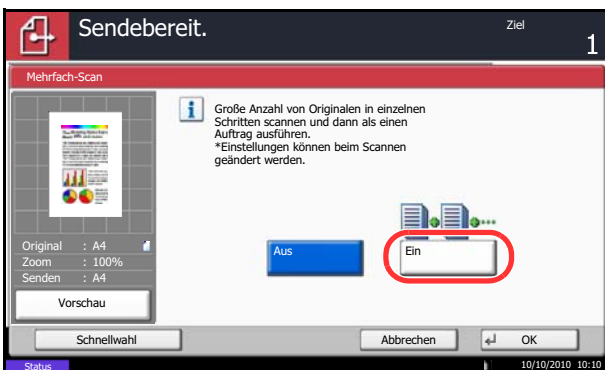 Sendebereit.
Ziel
1
Mehrfach-Scan
Große Anzahl von Originalen in einzelnen
Schritten scannen und dann als einen
Auftrag ausführen.
*Einstellungen können beim Scannen
geändert werden.
Aus
Ein
Original : A4
Zoom : 100%
Senden : A4
Vorschau
Schnellwahl
Abbrechen
OK
Status
10/10/2010 10:10